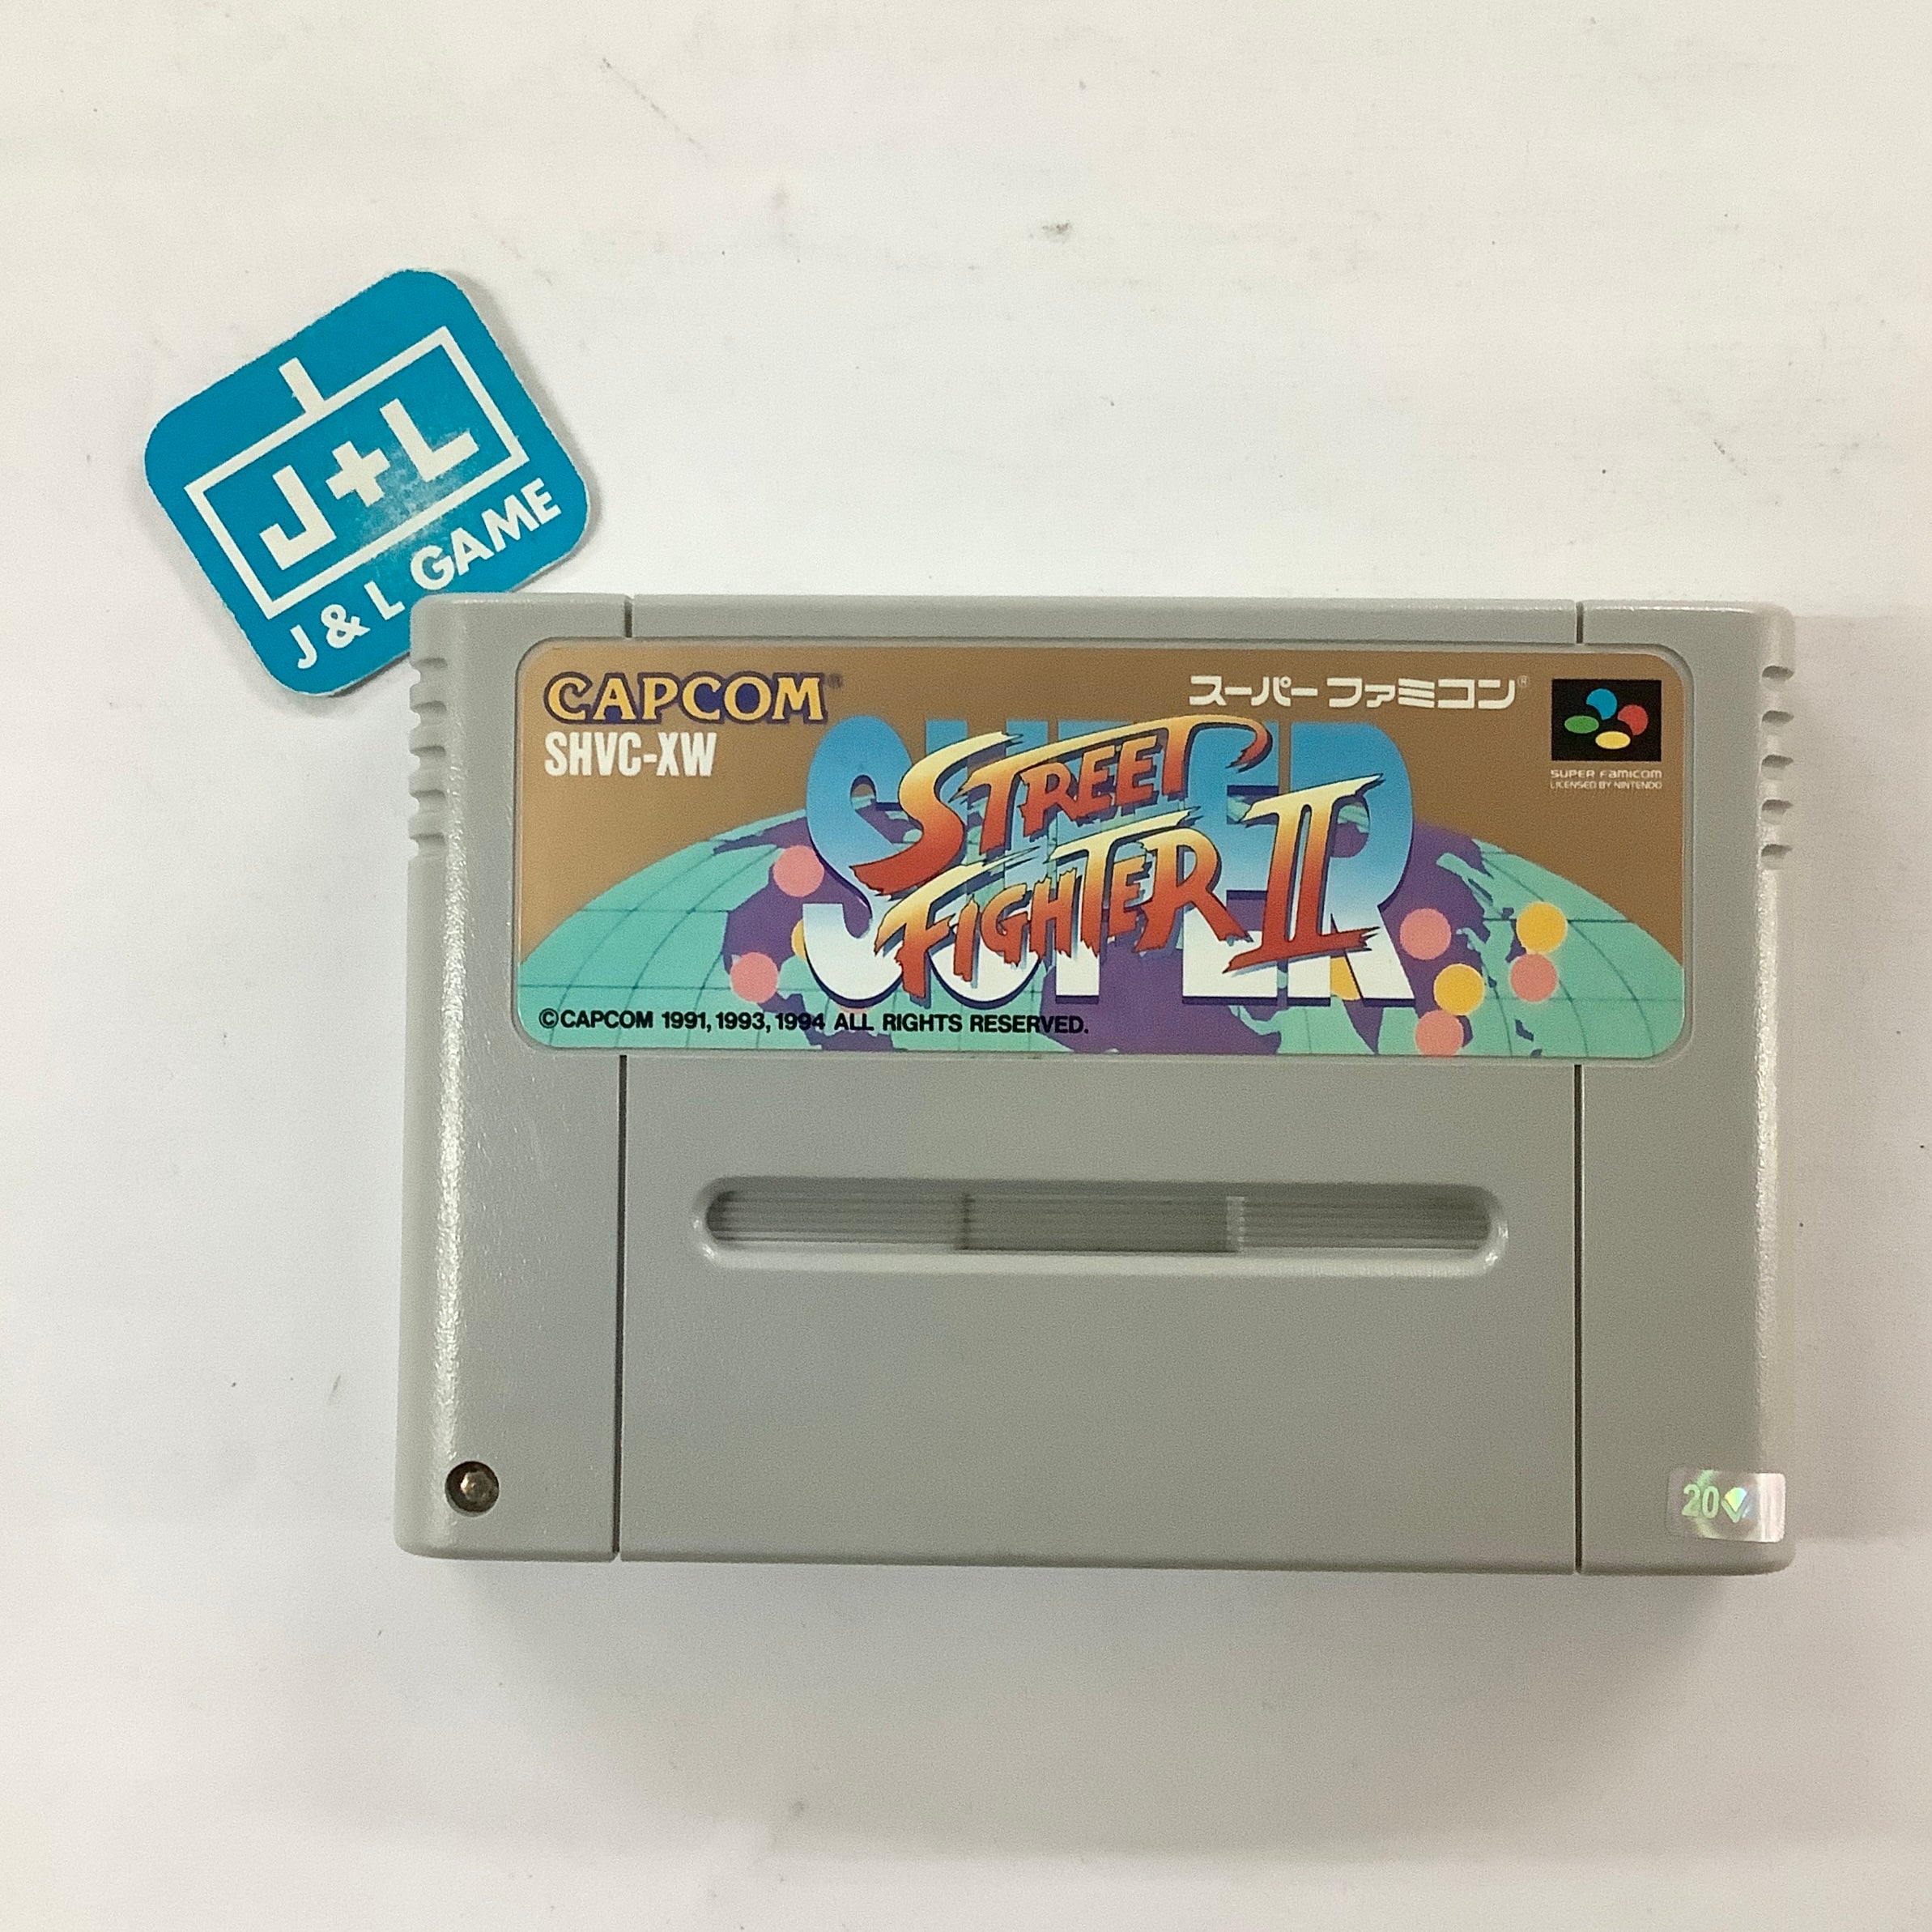 J+L
J & L GAME
CAPCOM®
SHVC-XW
スーパーファミコン®
SUPER FAMICOM
LICENSED BY NINTENDO
SUPER
STREET
FIGHTER II
©CAPCOM 1991, 1993, 1994 ALL RIGHTS RESERVED.
20